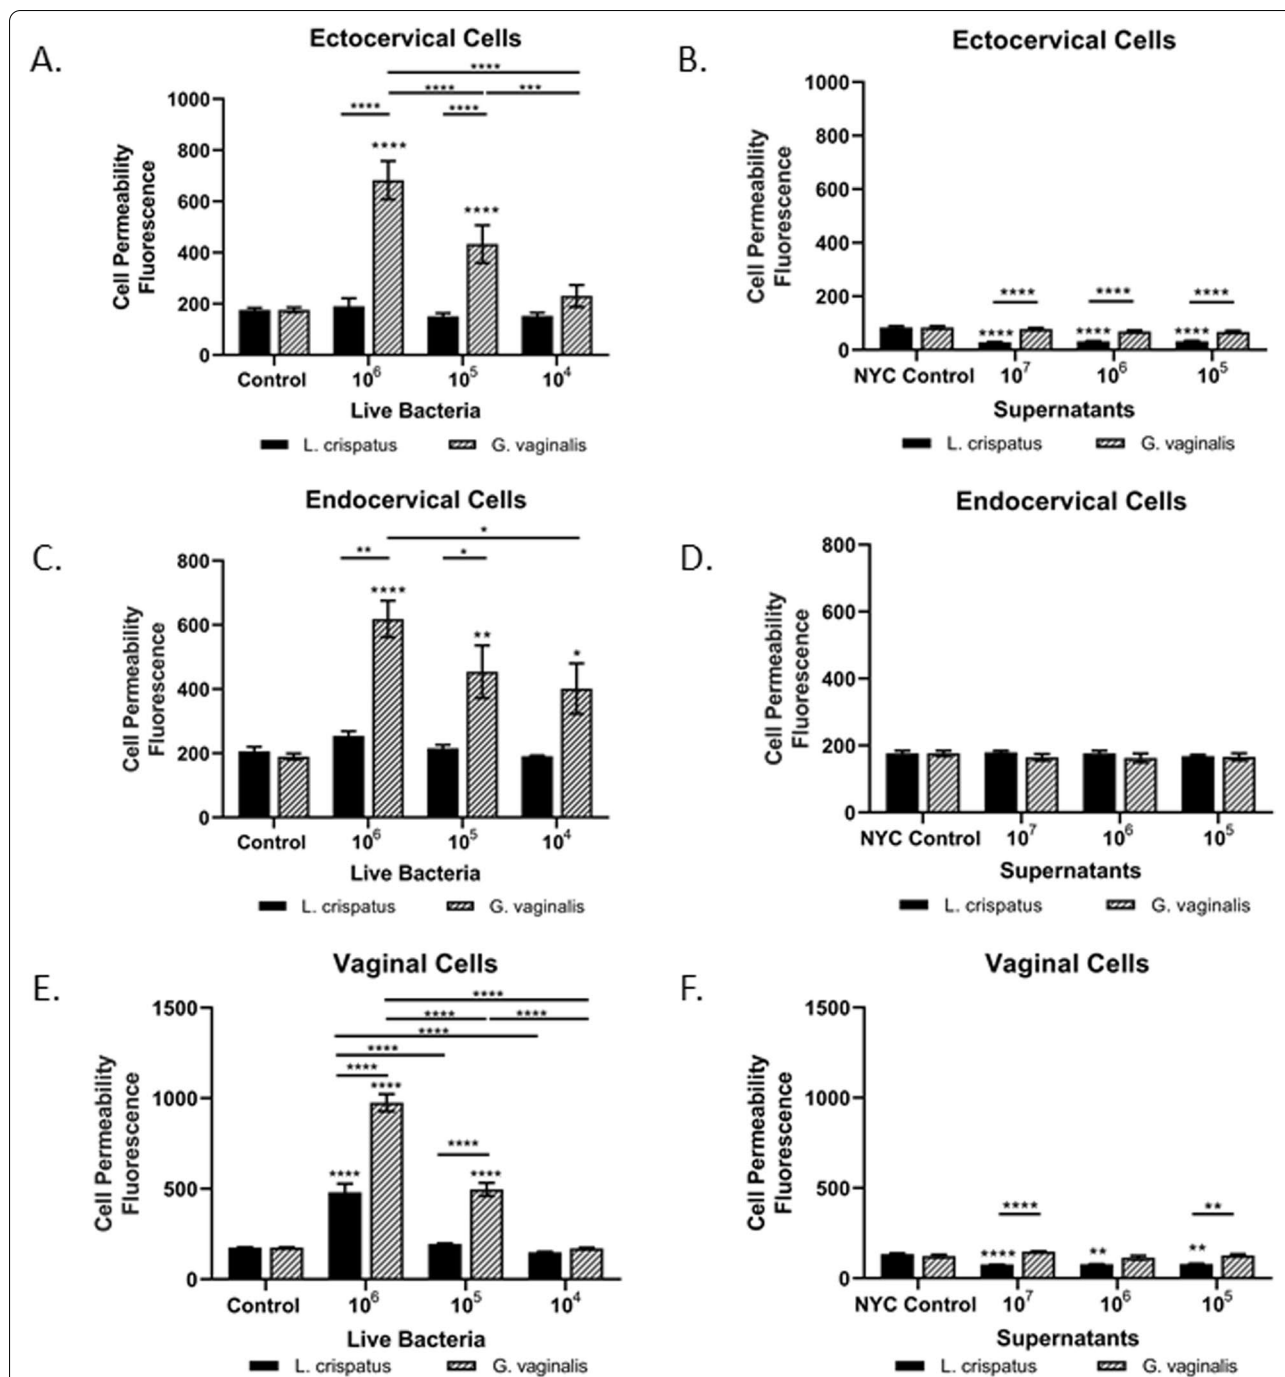 A.
Ectocervical Cells
****
**** ***
**** ****
****
****
1000
800
600
400
200
0
Cell Permeability
Fluorescence
Control 10⁶ 10⁵ 10⁴
Live Bacteria
L. crispatus G. vaginalis
B.
Ectocervical Cells
1000
800
600
400
200
0
Cell Permeability
Fluorescence
**** **** ****
**** **** ****
NYC Control 10⁷ 10⁶ 10⁵
Supernatants
L. crispatus G. vaginalis
C.
Endocervical Cells
*
** *
****
**
*
800
600
400
200
0
Cell Permeability
Fluorescence
Control 10⁶ 10⁵ 10⁴
Live Bacteria
L. crispatus G. vaginalis
D.
Endocervical Cells
800
600
400
200
0
Cell Permeability
Fluorescence
NYC Control 10⁷ 10⁶ 10⁵
Supernatants
L. crispatus G. vaginalis
E.
Vaginal Cells
****
**** ****
****
****
****
****
****
**** ****
1500
1000
500
0
Cell Permeability
Fluorescence
Control 10⁶ 10⁵ 10⁴
Live Bacteria
L. crispatus G. vaginalis
F.
Vaginal Cells
1500
1000
500
0
Cell Permeability
Fluorescence
**** **
**** ** **
NYC Control 10⁷ 10⁶ 10⁵
Supernatants
L. crispatus G. vaginalis